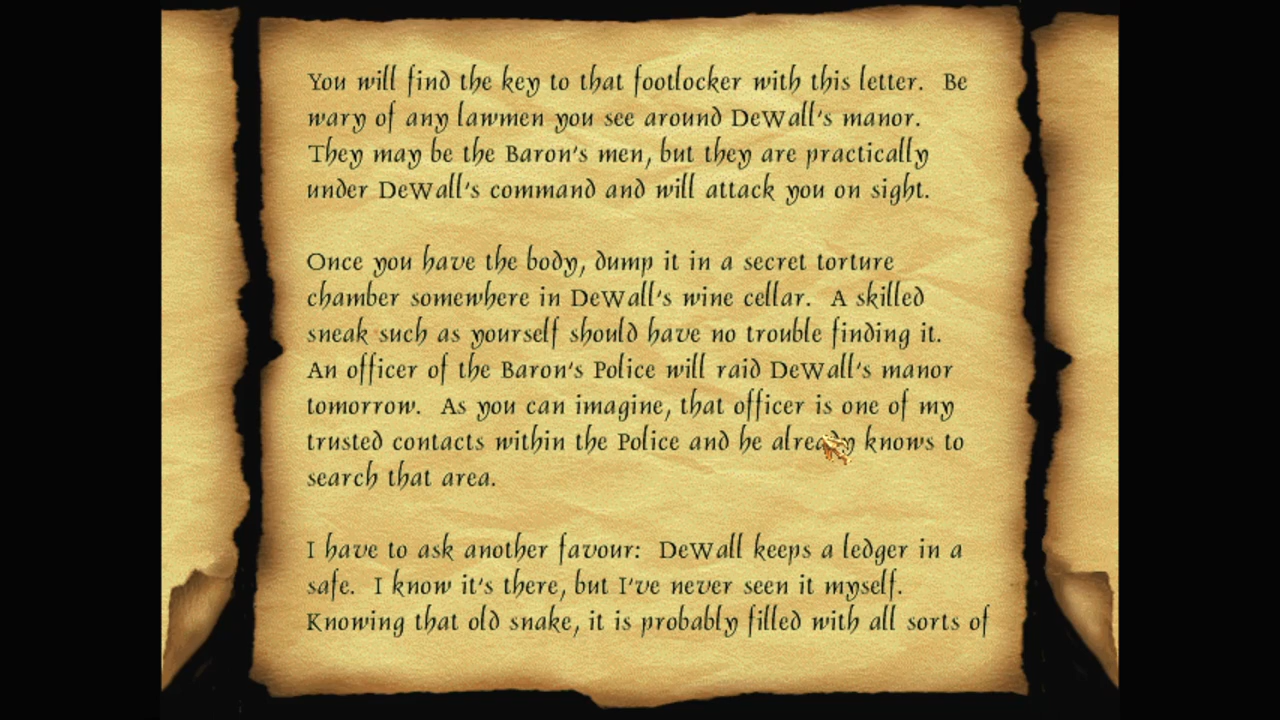 You will find the key to that footlocker with this letter.  Be
wary of any lawmen you see around DeWall's manor.
They may be the Baron's men, but they are practically
under DeWall's command and will attack you on sight.
Once you have the body, dump it in a secret torture
chamber somewhere in DeWall's wine cellar.  A skilled
sneak such as yourself should have no trouble finding it.
An officer of the Baron's Police will raid DeWall's manor
tomorrow.  As you can imagine, that officer is one of my
trusted contacts within the Police and he already knows to
search that area.
I have to ask another favour:  DeWall keeps a ledger in a
safe.  I know it's there, but I've never seen it myself.
Knowing that old snake, it is probably filled with all sorts of